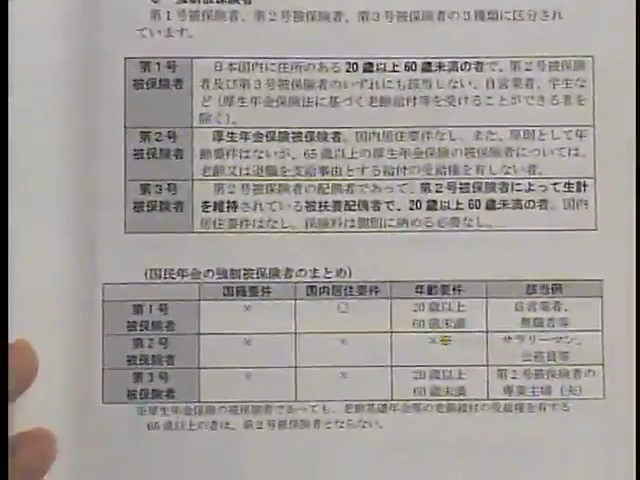 強制被保険者
第1号被保険者、第2号被保険者、第3号被保険者の3種類に区分され
ています。
第1号
被保険者
日本国内に住所のある20歳以上60歳未満の者で、第2号被保険
者及び第3号被保険者のいずれにも該当しない、自営業者、学生な
ど(厚生年金保険法に基づく老齢給付等を受けることができる者を
除く)。
第2号
被保険者
厚生年金保険被保険者。国内居住要件なし。また、原則として年
齢要件はないが、65歳以上の厚生年金保険の被保険者については、
老齢又は退職を支給事由とする給付の受給権を有しない者。
第3号
被保険者
第2号被保険者の配偶者であって、第2号被保険者によって生計
を維持されている被扶養配偶者で、20歳以上60歳未満の者。国内
居住要件はなし。保険料は個別に納める必要なし。
(国民年金の強制被保険者のまとめ)
国籍要件 国内居住要件 年齢要件 該当例
第1号
被保険者
× ○ 20歳以上
60歳未満
自営業者、
無職者等
第2号
被保険者
× × ×※ サラリーマン、
公務員等
第3号
被保険者
× × 20歳以上
60歳未満
第2号被保険者の
専業主婦(夫)
※厚生年金保険の被保険者であっても、老齢基礎年金等の老齢給付の受給権を有する
65歳以上の者は、第2号被保険者とならない。